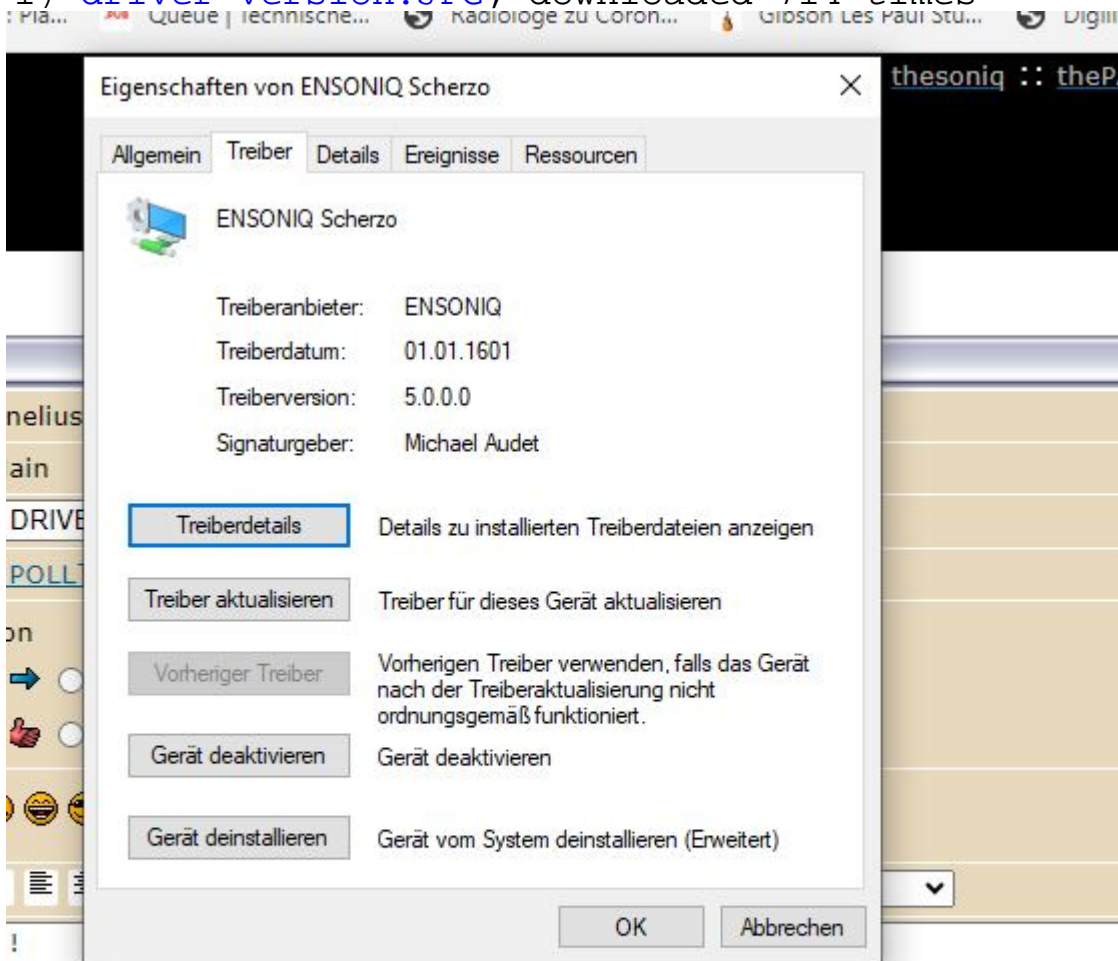 1) driver version.JPG, downloaded 714 times
: Pla... Queue | Technische... Radiologe zu Coron... Gibson Les Paul Stu... Digili
thesoniq :: theP
Eigenschaften von ENSONIQ Scherzo
Allgemein Treiber Details Ereignisse Ressourcen
ENSONIQ Scherzo
Treiberanbieter: ENSONIQ
Treiberdatum: 01.01.1601
Treiberversion: 5.0.0.0
Signaturgeber: Michael Audet
nelius
ain
DRIVE
POLL
on
Treiberdetails Details zu installierten Treiberdateien anzeigen
Treiber aktualisieren Treiber für dieses Gerät aktualisieren
Vorheriger Treiber Vorherigen Treiber verwenden, falls das Gerät
nach der Treiberaktualisierung nicht
ordnungsgemäß funktioniert.
Gerät deaktivieren Gerät deaktivieren
Gerät deinstallieren Gerät vom System deinstallieren (Erweitert)
OK Abbrechen
!